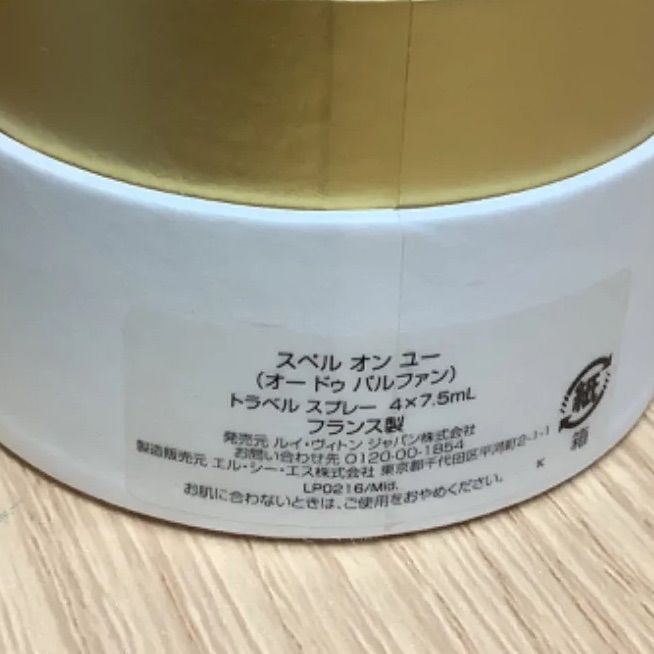 スペル オン ユー
(オー ドゥ パルファン)
トラベル スプレー 4×7.5mL
フランス製
発売元 ルイ・ヴィトン ジャパン株式会社
お問い合わせ先 0120-00-1854
製造販売元 エル・シー・エス株式会社 東京都千代田区平河町2-1-1
LP0216/Mid.
お肌に合わないときは、ご使用をおやめください。
K
紙
箱